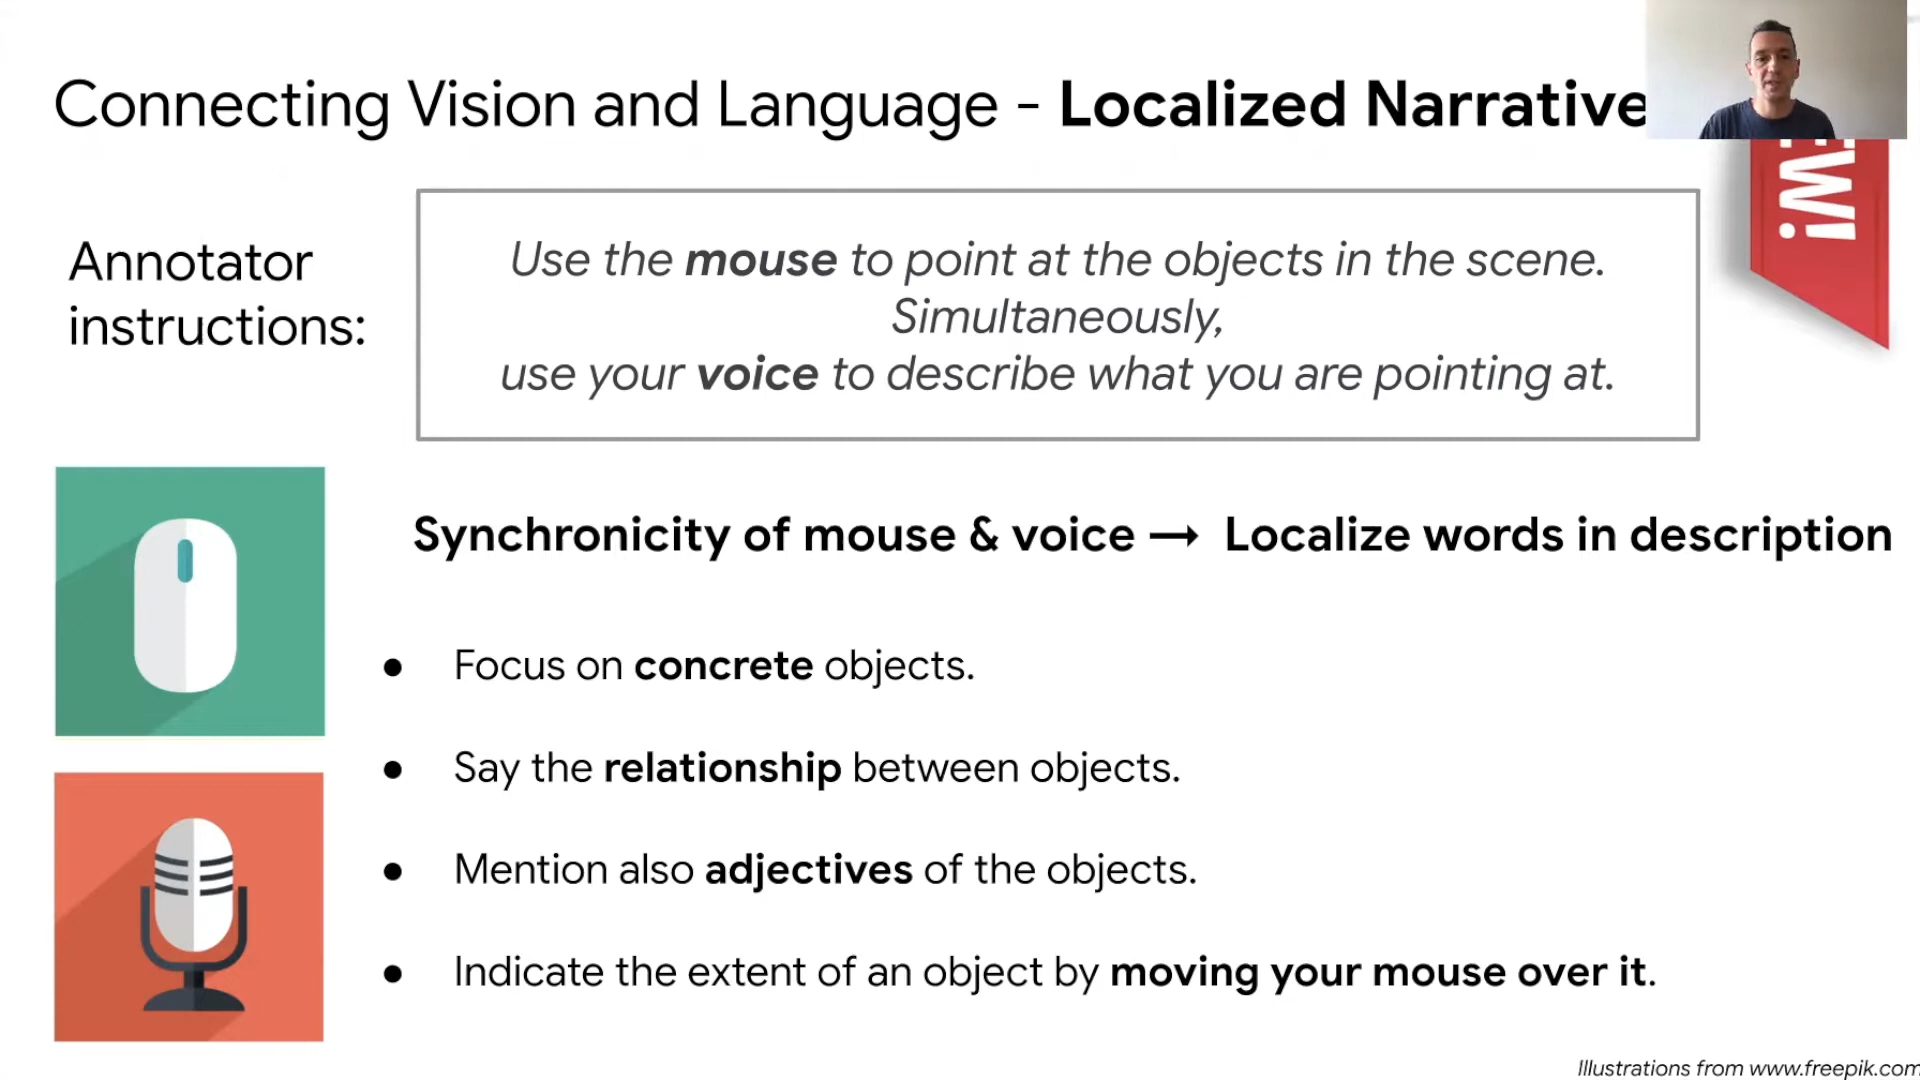 Connecting Vision and Language - Localized Narrative
EW!
Annotator
instructions:
Use the mouse to point at the objects in the scene.
Simultaneously,
use your voice to describe what you are pointing at.
Synchronicity of mouse & voice → Localize words in description
● Focus on concrete objects.
● Say the relationship between objects.
● Mention also adjectives of the objects.
● Indicate the extent of an object by moving your mouse over it.
Illustrations from www.freepik.com